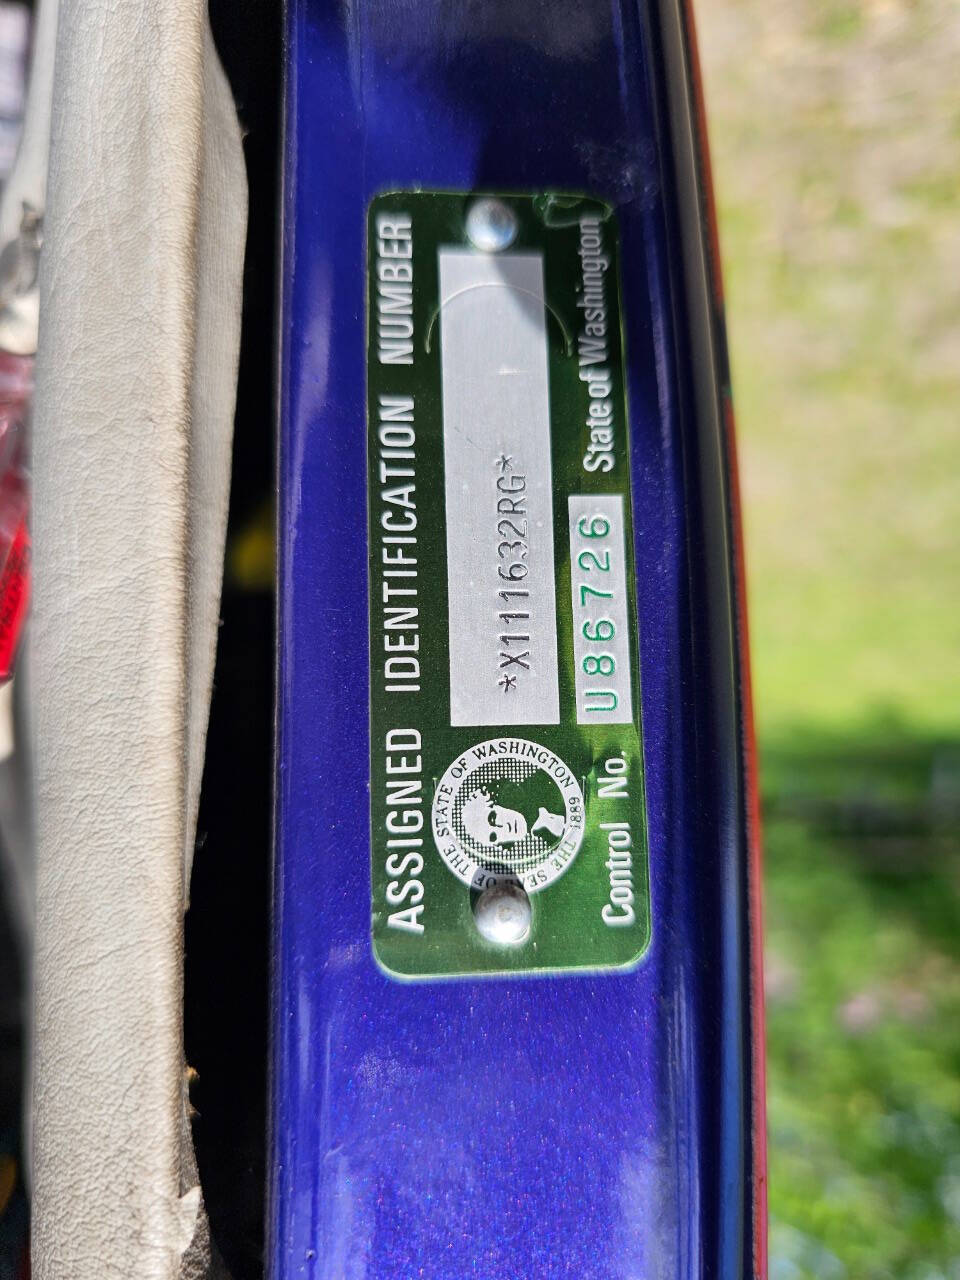 ASSIGNED IDENTIFICATION NUMBER
*X111632RG*
THE SEAL OF THE STATE OF WASHINGTON
1889
Control No. U86726 State of Washington